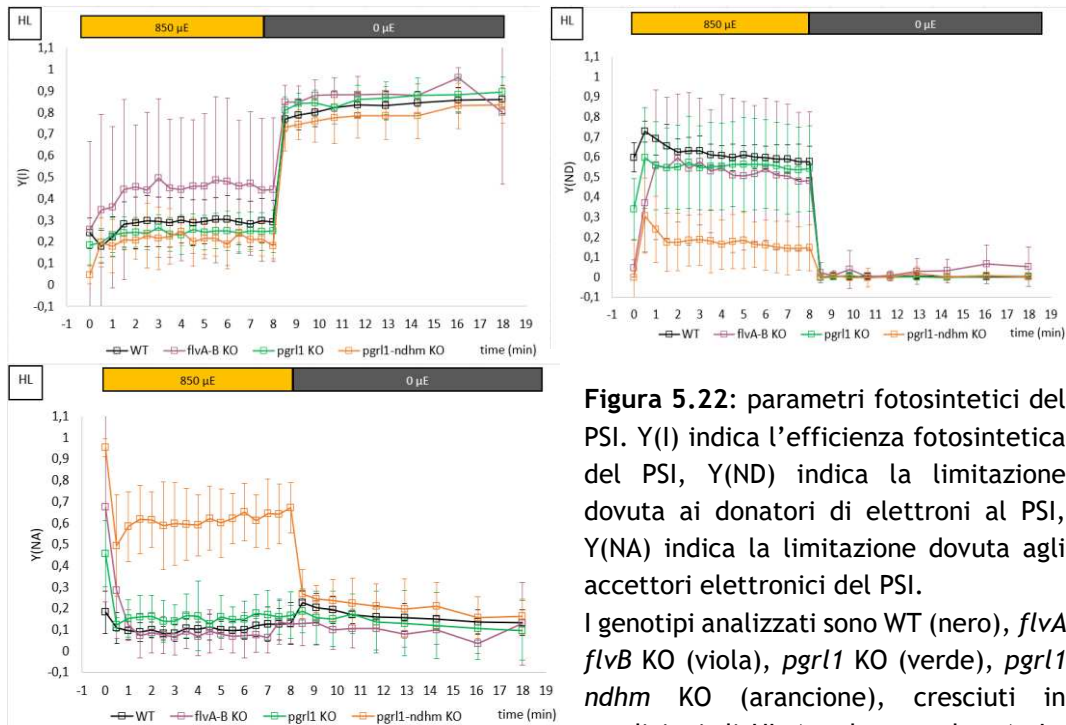 HL
850 µE
0 µE
1,1
1
0,9
0,8
0,7
0,6
0,5
0,4
0,3
0,2
0,1
0
-0,1
Y(I)
-1 0 1 2 3 4 5 6 7 8 9 10 11 12 13 14 15 16 17 18 19
WT flvA-B KO pgrl1 KO pgrl1-ndhm KO time (min)
HL
850 µE
0 µE
1,1
1
0,9
0,8
0,7
0,6
0,5
0,4
0,3
0,2
0,1
0
-0,1
Y(ND)
-1 0 1 2 3 4 5 6 7 8 9 10 11 12 13 14 15 16 17 18 19
WT flvA-B KO pgrl1 KO pgrl1-ndhm KO time (min)
HL
850 µE
0 µE
1,1
1
0,9
0,8
0,7
0,6
0,5
0,4
0,3
0,2
0,1
0
-0,1
Y(NA)
-1 0 1 2 3 4 5 6 7 8 9 10 11 12 13 14 15 16 17 18 19
WT flvA-B KO pgrl1 KO pgrl1-ndhm KO time (min)
Figura 5.22: parametri fotosintetici del
PSI. Y(I) indica l'efficienza fotosintetica
del PSI, Y(ND) indica la limitazione
dovuta ai donatori di elettroni al PSI,
Y(NA) indica la limitazione dovuta agli
accettori elettronici del PSI.
I genotipi analizzati sono WT (nero), flvA
flvB KO (viola), pgrl1 KO (verde), pgrl1
ndhm KO (arancione), cresciuti in